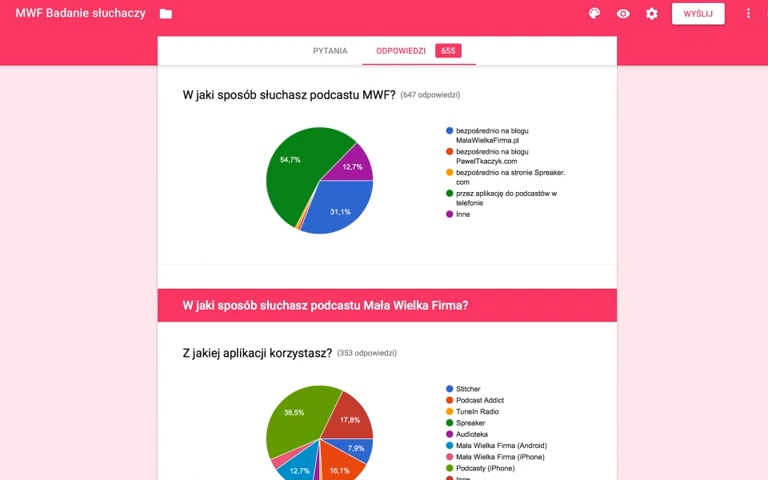 MWF Badanie słuchaczy
WYŚLIJ
PYTANIA
ODPOWIEDZI 655
W jaki sposób słuchasz podcastu MWF? (647 odpowiedzi)
54,7%
12,7%
31,1%
bezpośrednio na blogu
MalaWielkaFirma.pl
bezpośrednio na blogu
PawelTkaczyk.com
bezpośrednio na stronie Spreaker.
com
przez aplikację do podcastów w
telefonie
Inne
W jaki sposób słuchasz podcastu Mała Wielka Firma?
Z jakiej aplikacji korzystasz? (353 odpowiedzi)
38,5%
17,8%
7,9%
16,1%
12,7%
Stitcher
Podcast Addict
TuneIn Radio
Spreaker
Audioteka
Mała Wielka Firma (Android)
Mała Wielka Firma (iPhone)
Podcasty (iPhone)
Inne